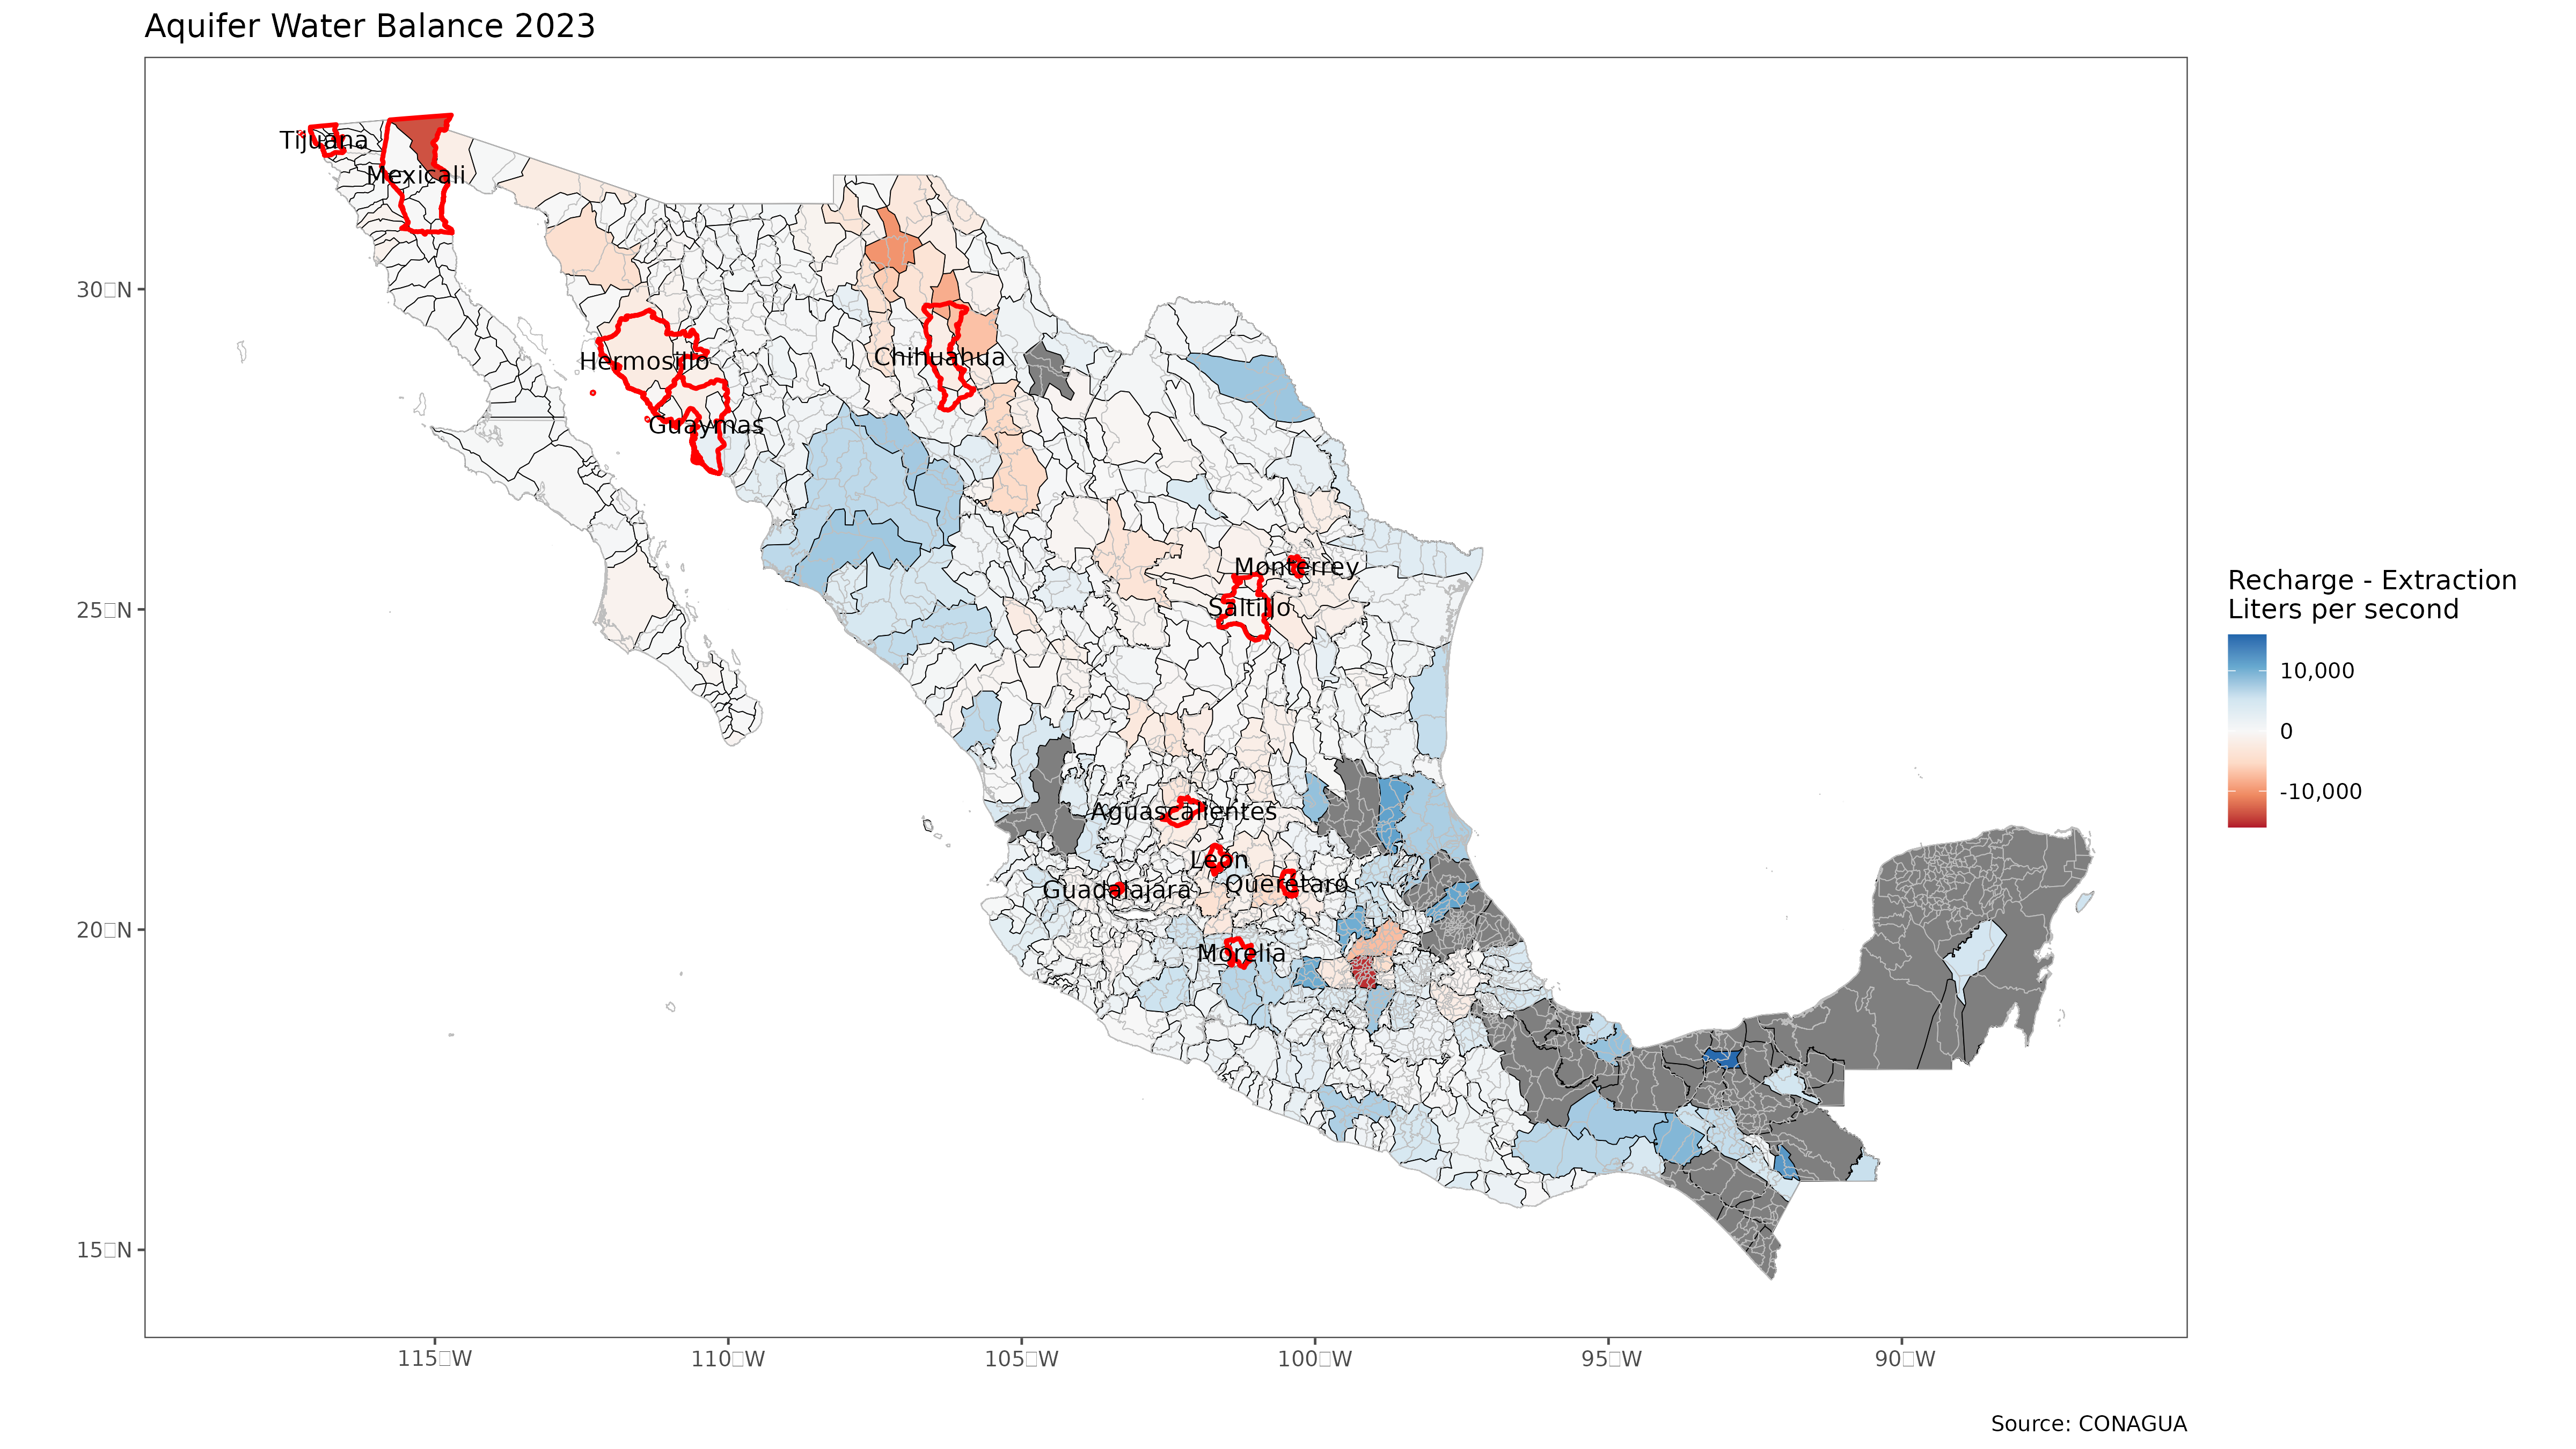 Aquifer Water Balance 2023
Tijuana
Mexicali
30□N
Hermosillo
Chihuahua
Guaymas
Monterrey
25□N
Saltillo
Recharge - Extraction
Liters per second
10,000
0
-10,000
Aguascalientes
León
Querétaro
Guadalajara
20□N
Morelia
15□N
115□W
110□W
105□W
100□W
95□W
90□W
Source: CONAGUA